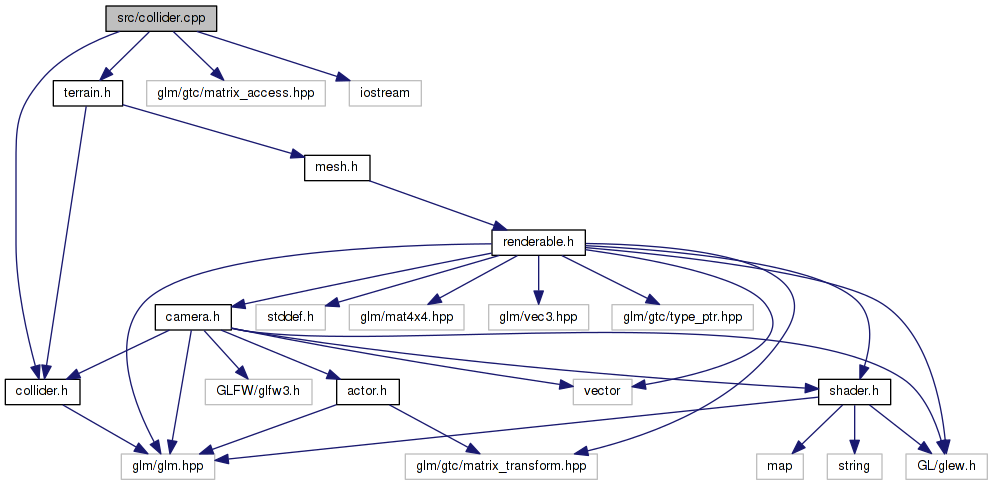 src/collider.cpp
terrain.h
glm/gtc/matrix_access.hpp
iostream
mesh.h
renderable.h
camera.h
stddef.h
glm/mat4x4.hpp
glm/vec3.hpp
glm/gtc/type_ptr.hpp
collider.h
GLFW/glfw3.h
actor.h
vector
shader.h
glm/glm.hpp
glm/gtc/matrix_transform.hpp
map
string
GL/glew.h